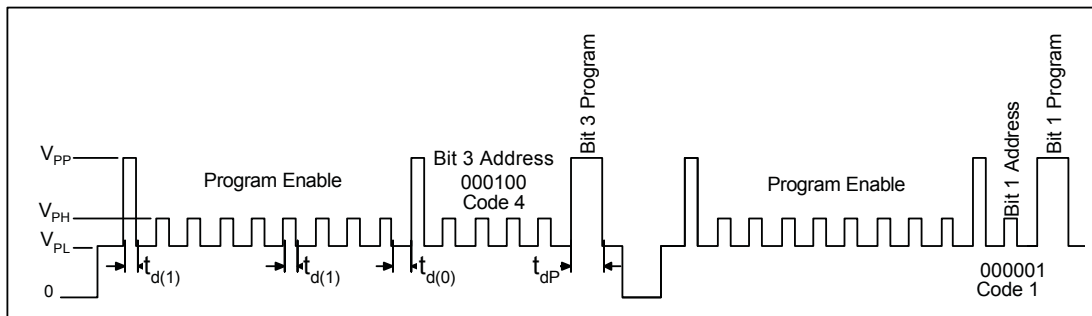 V_PP
V_PH
V_PL
0
Program Enable
t_d(1)
t_d(1)
t_d(0)
Bit 3 Address
000100
Code 4
Bit 3 Program
t_dP
Program Enable
Bit 1 Address
000001
Code 1
Bit 1 Program